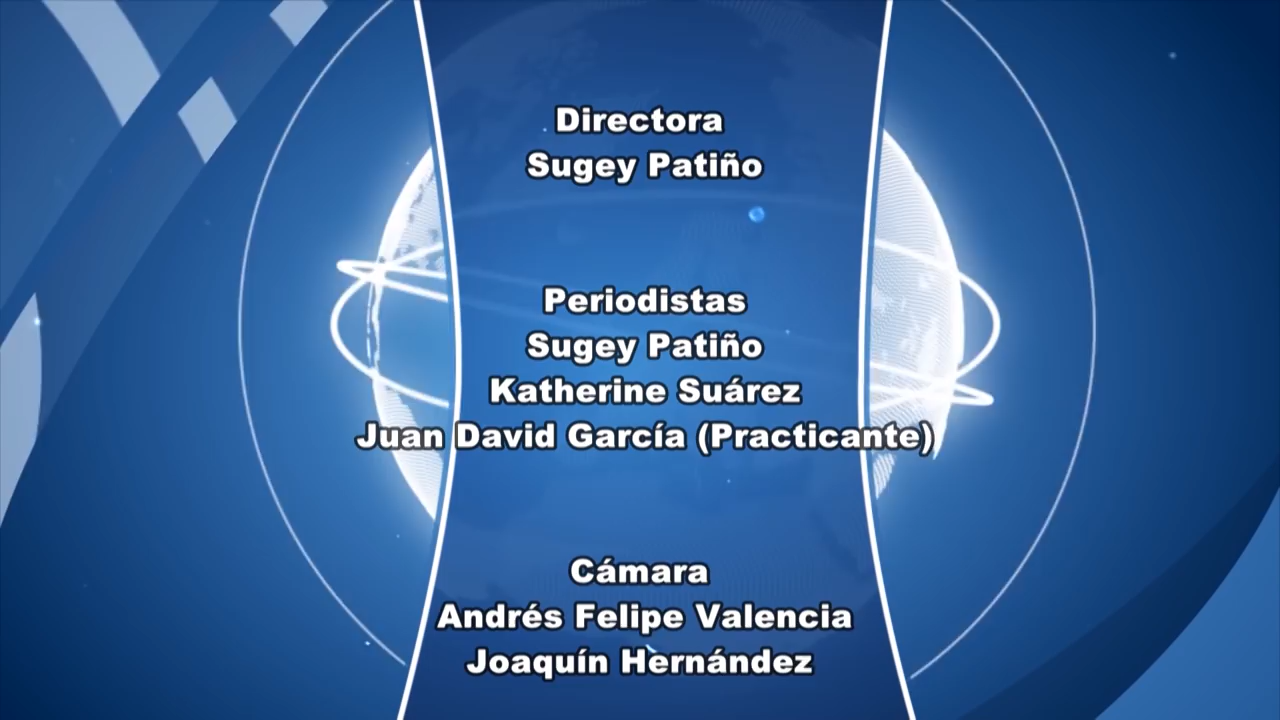 Directora
Sugey Patiño
Periodistas
Sugey Patiño
Katherine Suárez
Juan David García (Practicante)
Cámara
Andrés Felipe Valencia
Joaquín Hernández